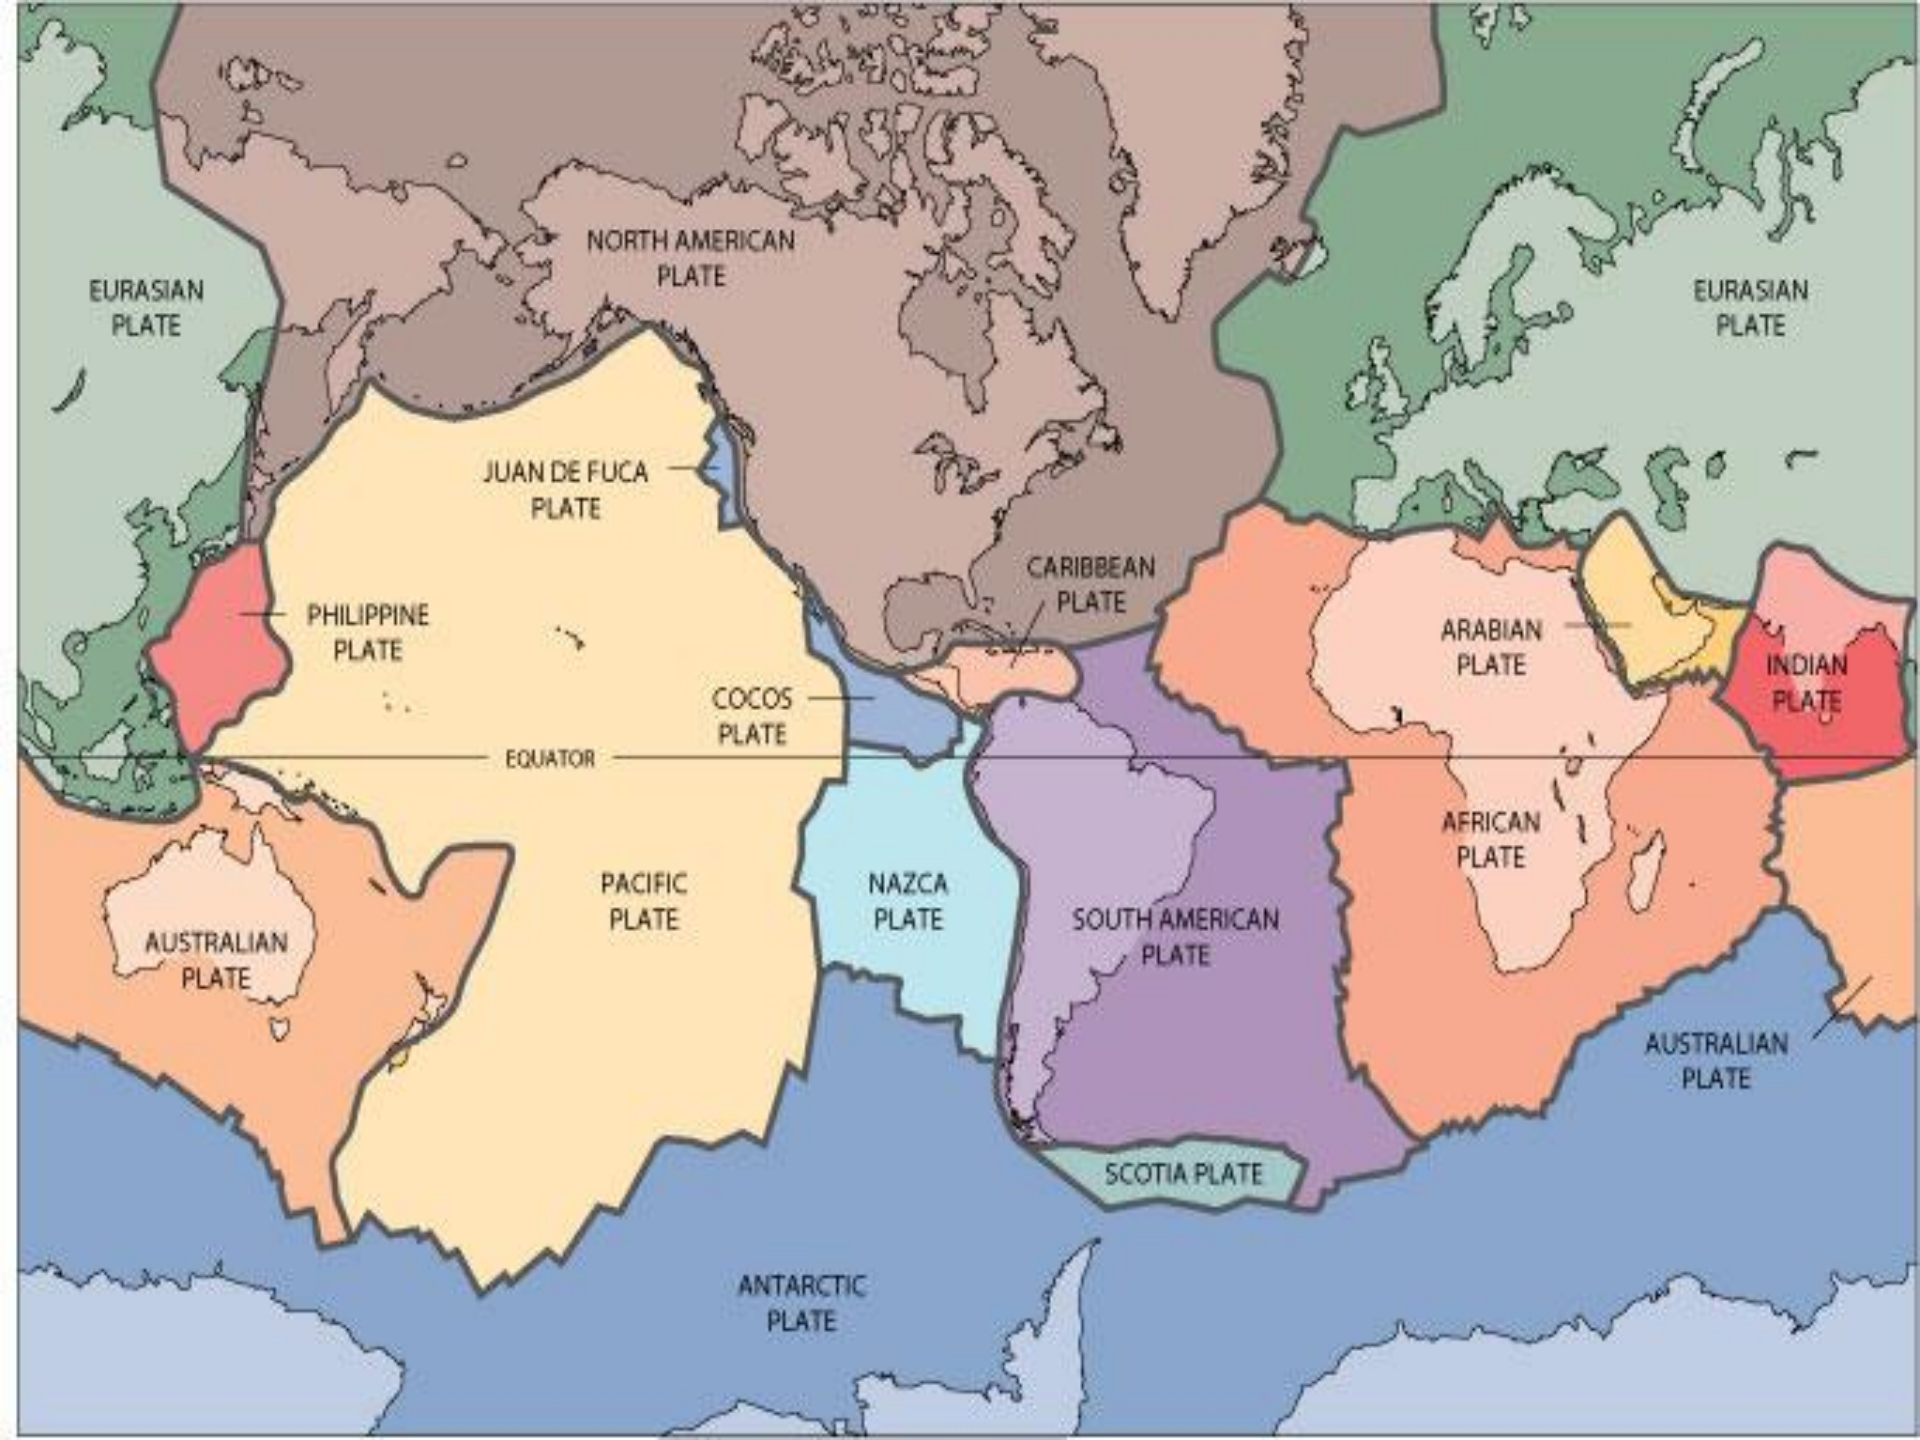 NORTH AMERICAN
PLATE
EURASIAN
PLATE
EURASIAN
PLATE
JUAN DE FUCA
PLATE
CARIBBEAN
PLATE
PHILIPPINE
PLATE
ARABIAN
PLATE
INDIAN
PLATE
COCOS
PLATE
EQUATOR
AFRICAN
PLATE
PACIFIC
PLATE
NAZCA
PLATE
SOUTH AMERICAN
PLATE
AUSTRALIAN
PLATE
AUSTRALIAN
PLATE
SCOTIA PLATE
ANTARCTIC
PLATE